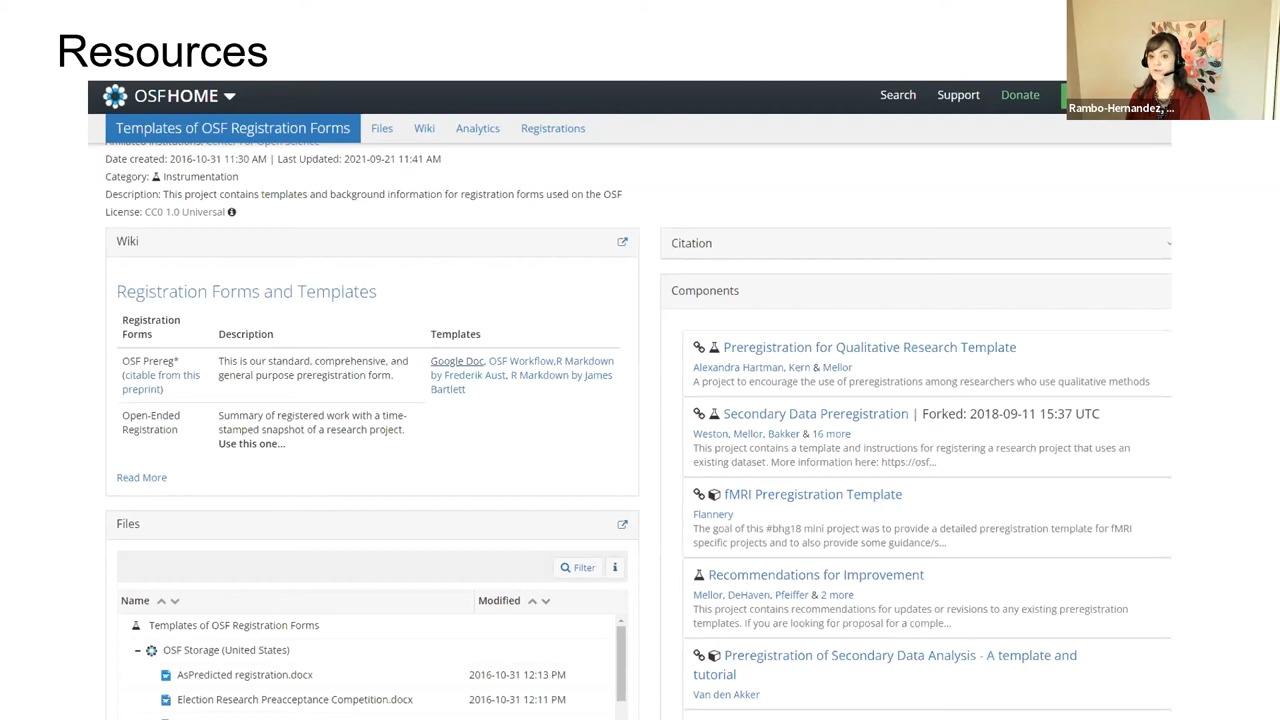 Resources
OSFHOME
Search Support Donate
Rambo-Hernandez, ...
Templates of OSF Registration Forms Files Wiki Analytics Registrations
Affiliated Institutions: Center For Open Science
Date created: 2016-10-31 11:30 AM | Last Updated: 2021-09-21 11:41 AM
Category: Instrumentation
Description: This project contains templates and background information for registration forms used on the OSF
License: CC0 1.0 Universal
Wiki
Registration Forms and Templates
Registration
Forms
Description
Templates
OSF Prereg*
(citable from this
preprint)
This is our standard, comprehensive, and
general purpose preregistration form.
Google Doc, OSF Workflow,R Markdown
by Frederik Aust, R Markdown by James
Bartlett
Open-Ended
Registration
Summary of registered work with a time-
stamped snapshot of a research project.
Use this one...
Read More
Files
Filter
Name
Modified
Templates of OSF Registration Forms
OSF Storage (United States)
AsPredicted registration.docx 2016-10-31 12:13 PM
Election Research Preacceptance Competition.docx 2016-10-31 12:11 PM
Citation
Components
Preregistration for Qualitative Research Template
Alexandra Hartman, Kern & Mellor
A project to encourage the use of preregistrations among researchers who use qualitative methods
Secondary Data Preregistration | Forked: 2018-09-11 15:37 UTC
Weston, Mellor, Bakker & 16 more
This project contains a template and instructions for registering a research project that uses an
existing dataset. More information here: https://osf...
fMRI Preregistration Template
Flannery
The goal of this #bhg18 mini project was to provide a detailed preregistration template for fMRI
specific projects and to also provide some guidance/s...
Recommendations for Improvement
Mellor, DeHaven, Pfeiffer & 2 more
This project contains recommendations for updates or revisions to any existing preregistration
templates. If you are looking for proposal for a comple...
Preregistration of Secondary Data Analysis - A template and
tutorial
Van den Akker